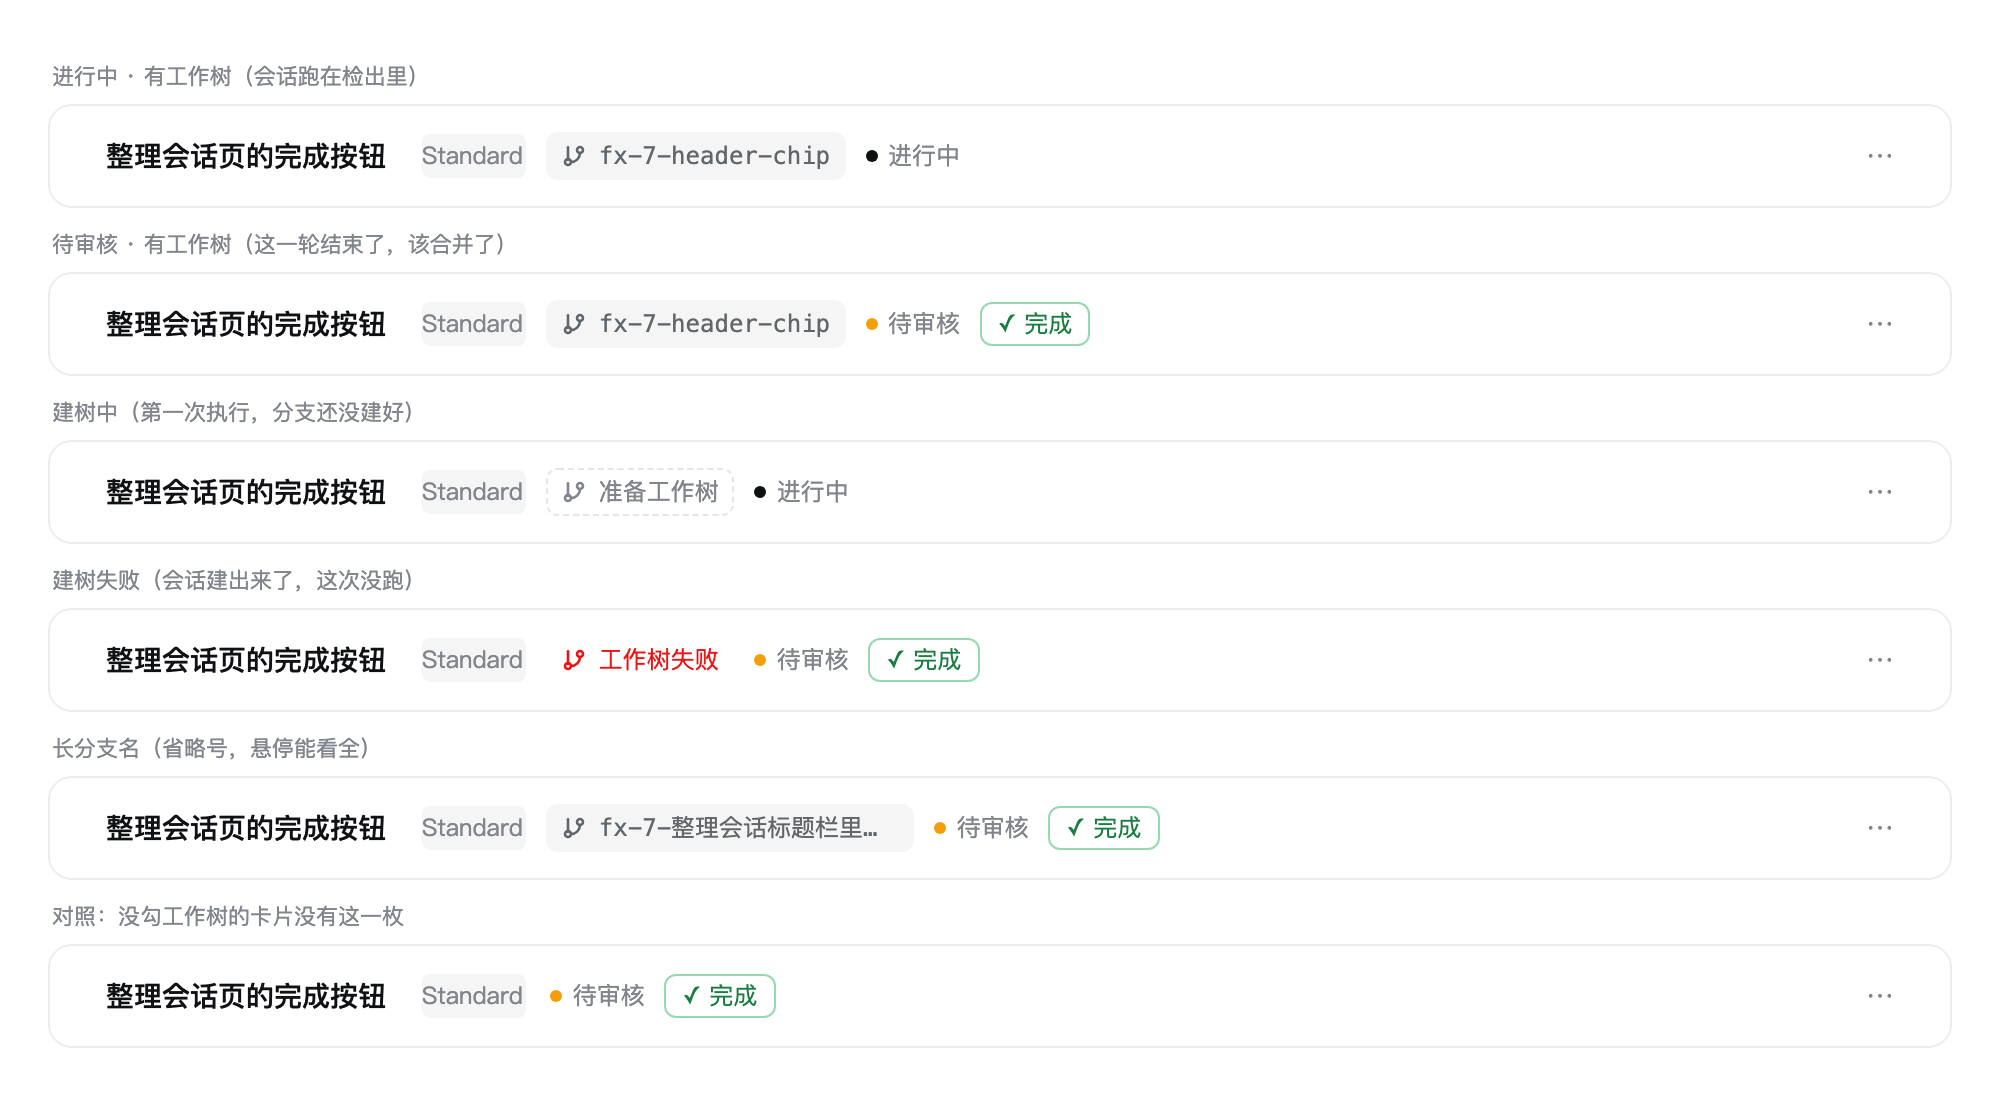 进行中 · 有工作树（会话跑在检出里）
整理会话页的完成按钮 Standard fx-7-header-chip 进行中 ···
待审核 · 有工作树（这一轮结束了，该合并了）
整理会话页的完成按钮 Standard fx-7-header-chip 待审核 ✓ 完成 ···
建树中（第一次执行，分支还没建好）
整理会话页的完成按钮 Standard 准备工作树 进行中 ···
建树失败（会话建出来了，这次没跑）
整理会话页的完成按钮 Standard 工作树失败 待审核 ✓ 完成 ···
长分支名（省略号，悬停能看全）
整理会话页的完成按钮 Standard fx-7-整理会话标题栏里… 待审核 ✓ 完成 ···
对照：没勾工作树的卡片没有这一枚
整理会话页的完成按钮 Standard 待审核 ✓ 完成 ···